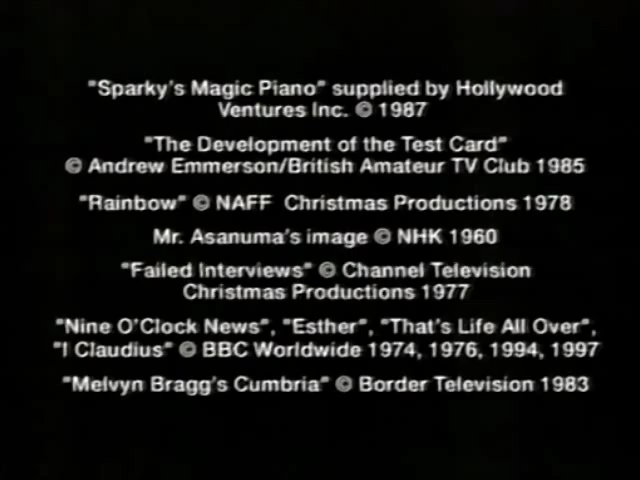 "Sparky's Magic Piano" supplied by Hollywood
Ventures Inc. © 1987
"The Development of the Test Card"
© Andrew Emmerson/British Amateur TV Club 1985
"Rainbow" © NAFF  Christmas Productions 1978
Mr. Asanuma's image © NHK 1960
"Failed Interviews" © Channel Television
Christmas Productions 1977
"Nine O'Clock News", "Esther", "That's Life All Over",
"I Claudius" © BBC Worldwide 1974, 1976, 1994, 1997
"Melvyn Bragg's Cumbria" © Border Television 1983